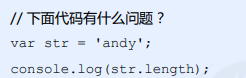 // 下面代码有什么问题？
var str = 'andy';
console.log(str.length);